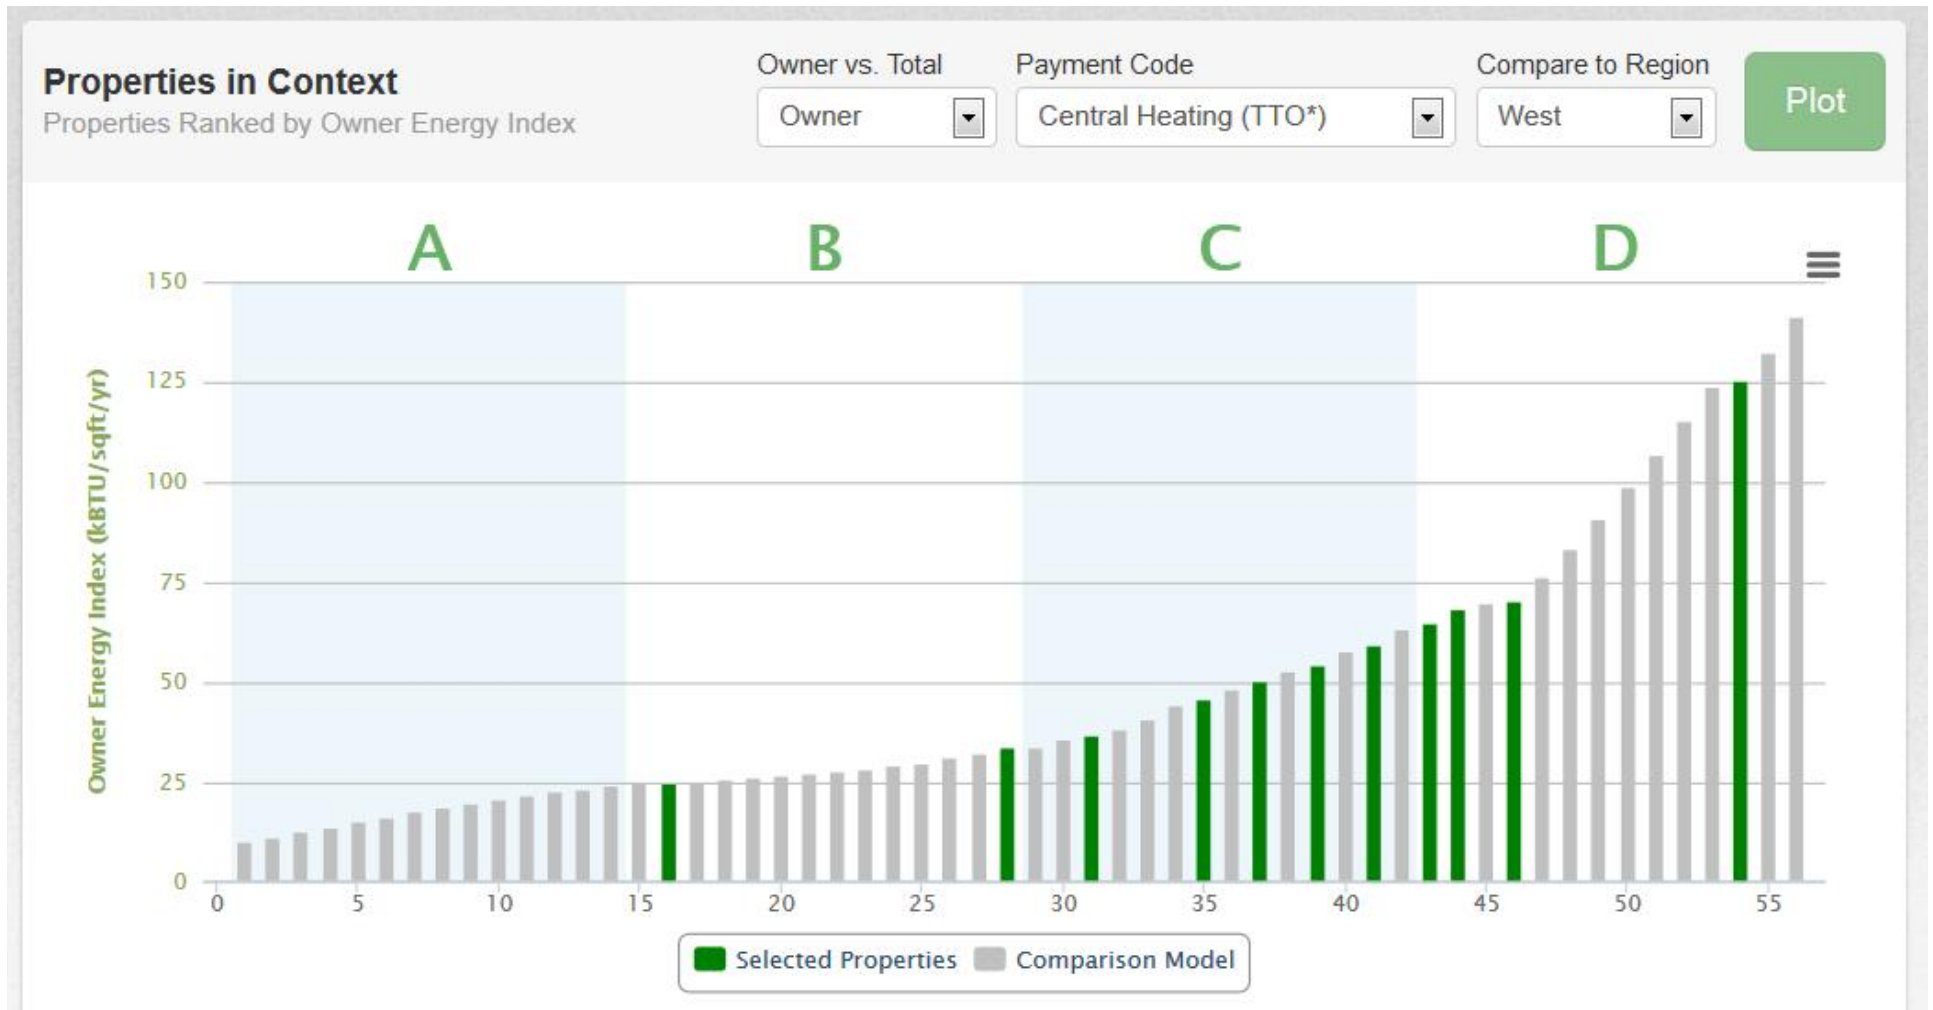 Properties in Context
Properties Ranked by Owner Energy Index
Owner vs. Total
Owner
Payment Code
Central Heating (TTO*)
Compare to Region
West
Plot
A B C D
150
125
100
75
50
25
0
Owner Energy Index (kBTU/sqft/yr)
0 5 10 15 20 25 30 35 40 45 50 55
Selected Properties Comparison Model